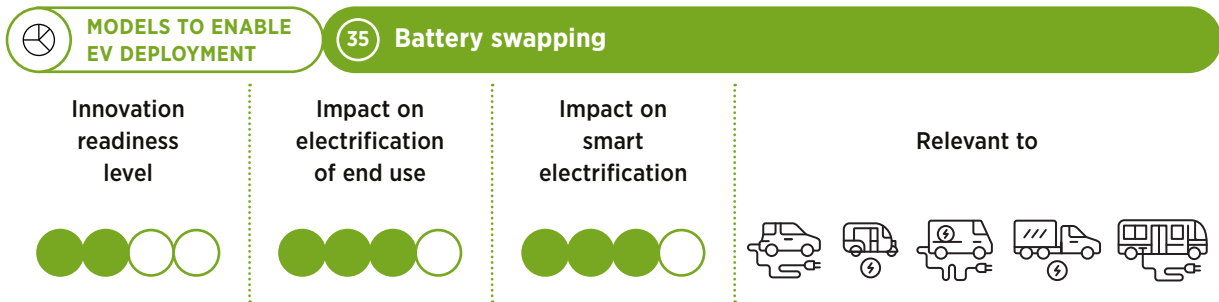 MODELS TO ENABLE
EV DEPLOYMENT
35 Battery swapping
Innovation
readiness
level
Impact on
electrification
of end use
Impact on
smart
electrification
Relevant to